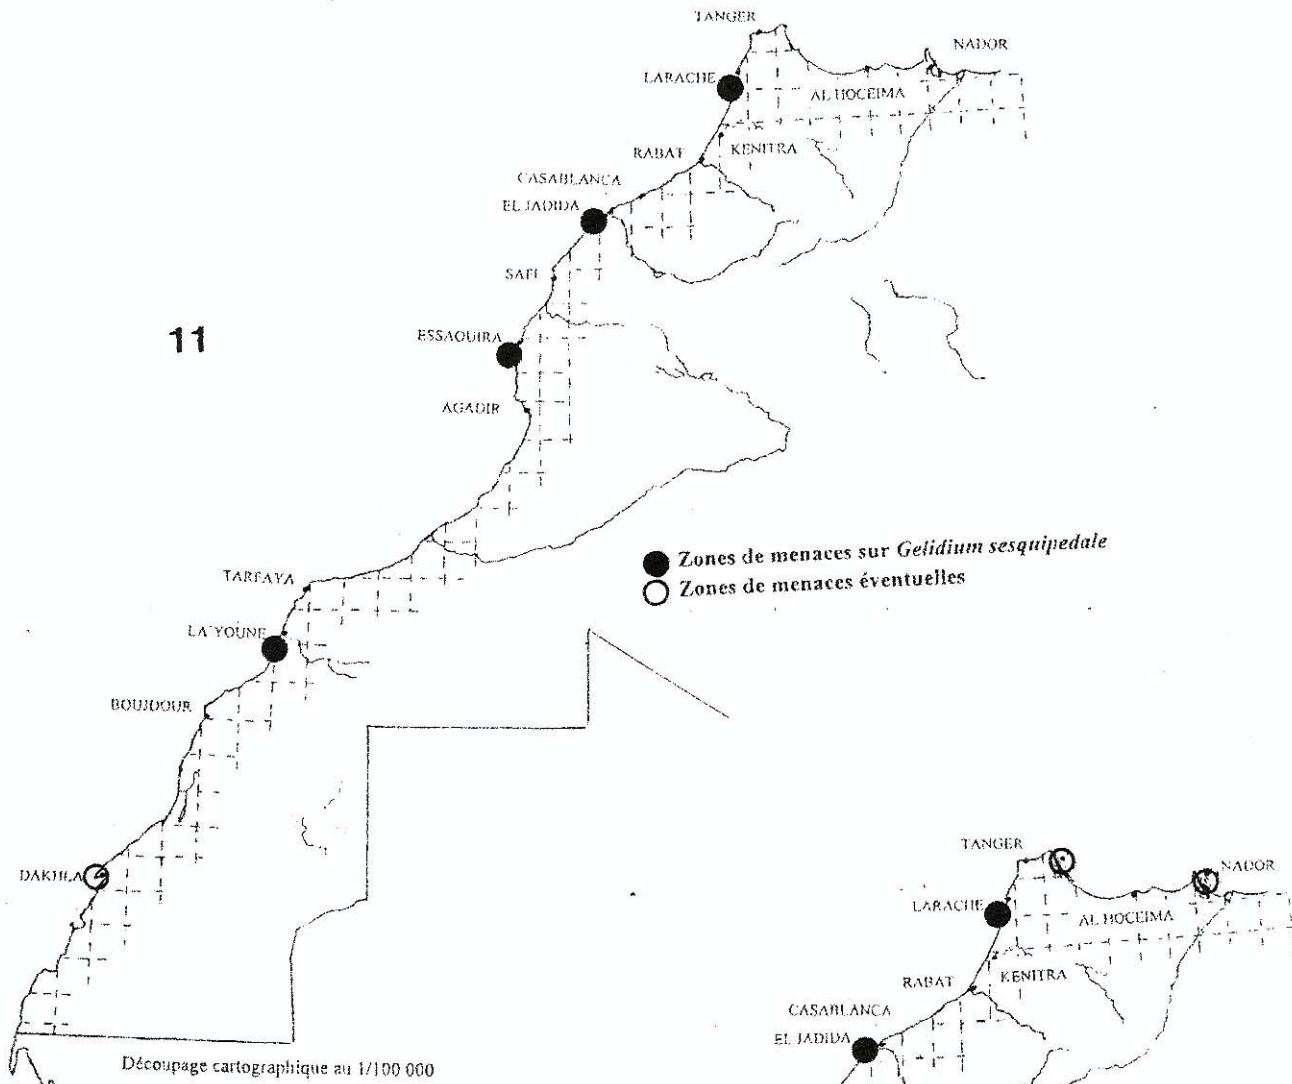 TANGER
NADOR
LARACHE
AL HOCEIMA
RABAT
KENITRA
CASABLANCA
EL JADIDA
SAFI
11
ESSAOUIRA
AGADIR
Zones de menaces sur Gelidium sesquipedale
Zones de menaces éventuelles
TARFAYA
LA'YOUNE
BOUJDOUR
DAKHLA
TANGER
NADOR
LARACHE
AL HOCEIMA
RABAT
KENITRA
CASABLANCA
EL JADIDA
Découpage cartographique au 1/100 000